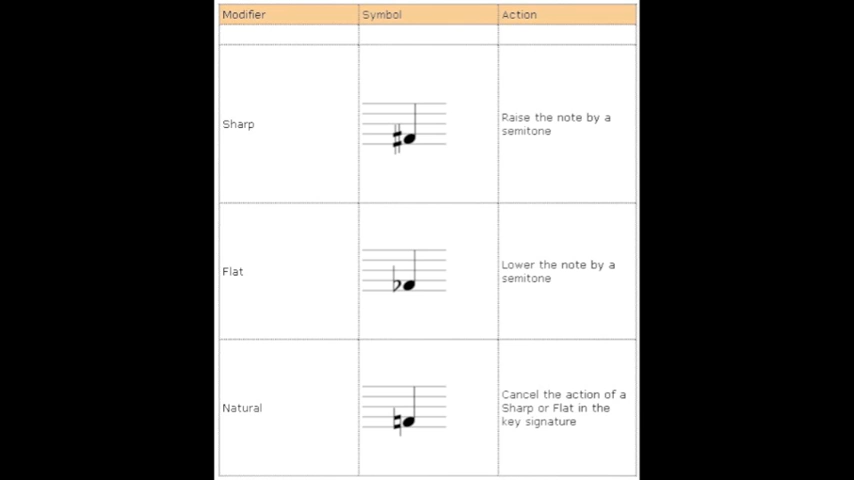 Modifier Symbol Action
Sharp
Raise the note by a
semitone
Flat
Lower the note by a
semitone
Natural
Cancel the action of a
Sharp or Flat in the
key signature